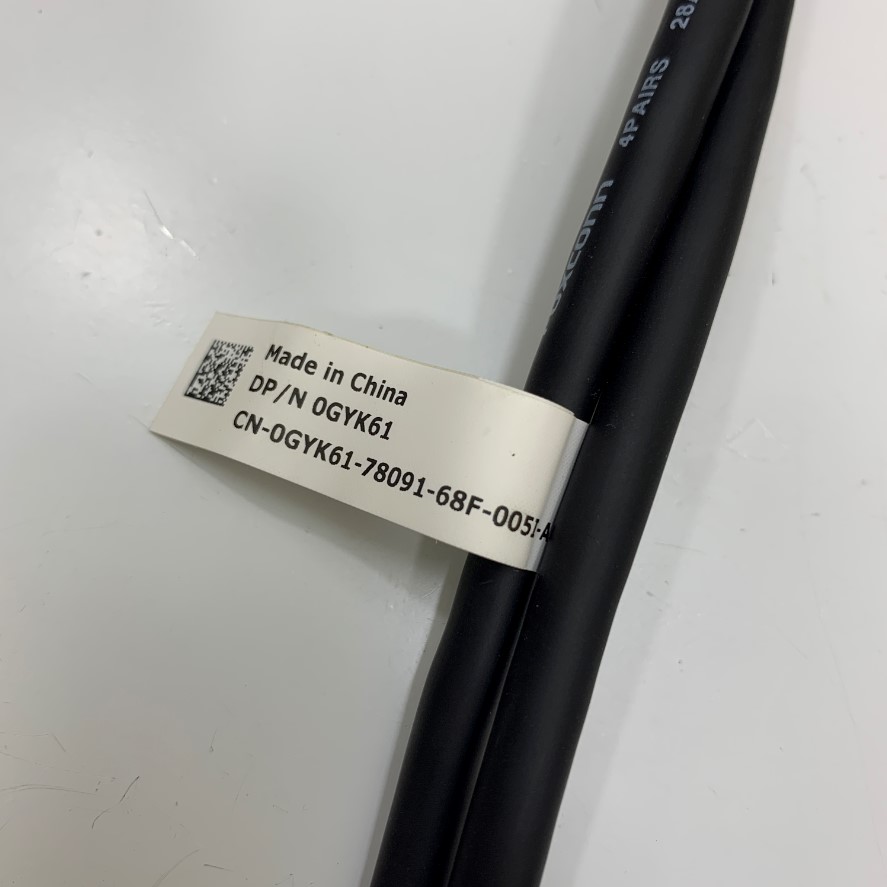 Made in China
DP/N 0GYK61
CN-0GYK61-78091-68F-005I-A
4PAIRS